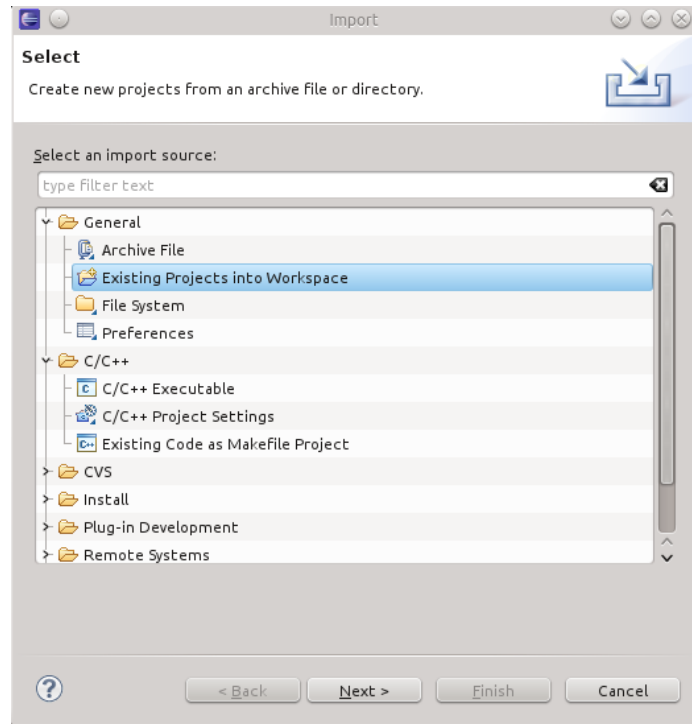 Import
Select
Create new projects from an archive file or directory.
Select an import source:
type filter text
General
Archive File
Existing Projects into Workspace
File System
Preferences
C/C++
C/C++ Executable
C/C++ Project Settings
Existing Code as Makefile Project
CVS
Install
Plug-in Development
Remote Systems
< Back Next > Finish Cancel